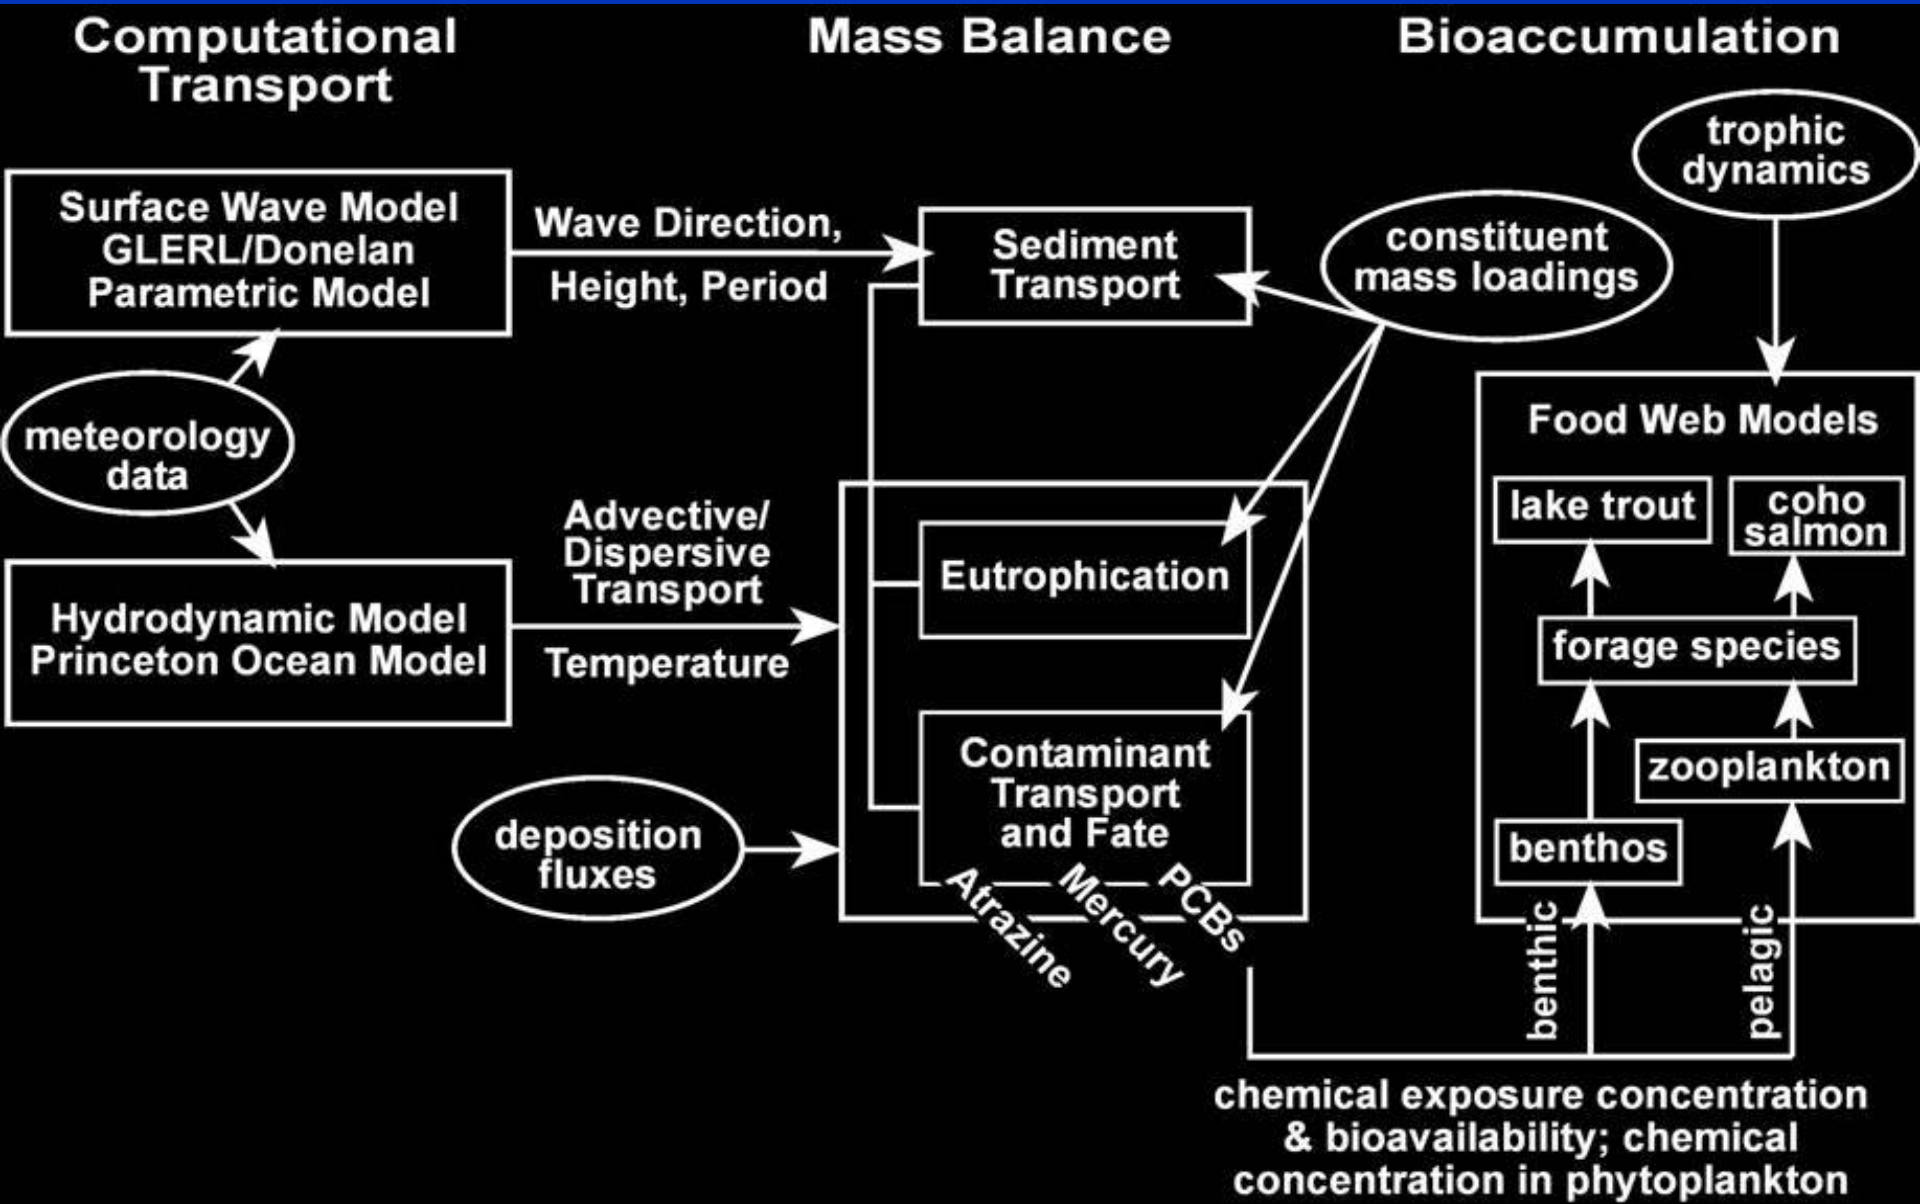 Computational
Transport
Mass Balance
Bioaccumulation
trophic
dynamics
Surface Wave Model
GLERL/Donelan
Parametric Model
Wave Direction,
Height, Period
Sediment
Transport
constituent
mass loadings
meteorology
data
Hydrodynamic Model
Princeton Ocean Model
Advective/
Dispersive
Transport
Temperature
Eutrophication
Contaminant
Transport
and Fate
Atrazine
Mercury
PCBs
deposition
fluxes
Food Web Models
lake trout
coho
salmon
forage species
zooplankton
benthos
benthic
pelagic
chemical exposure concentration
& bioavailability; chemical
concentration in phytoplankton